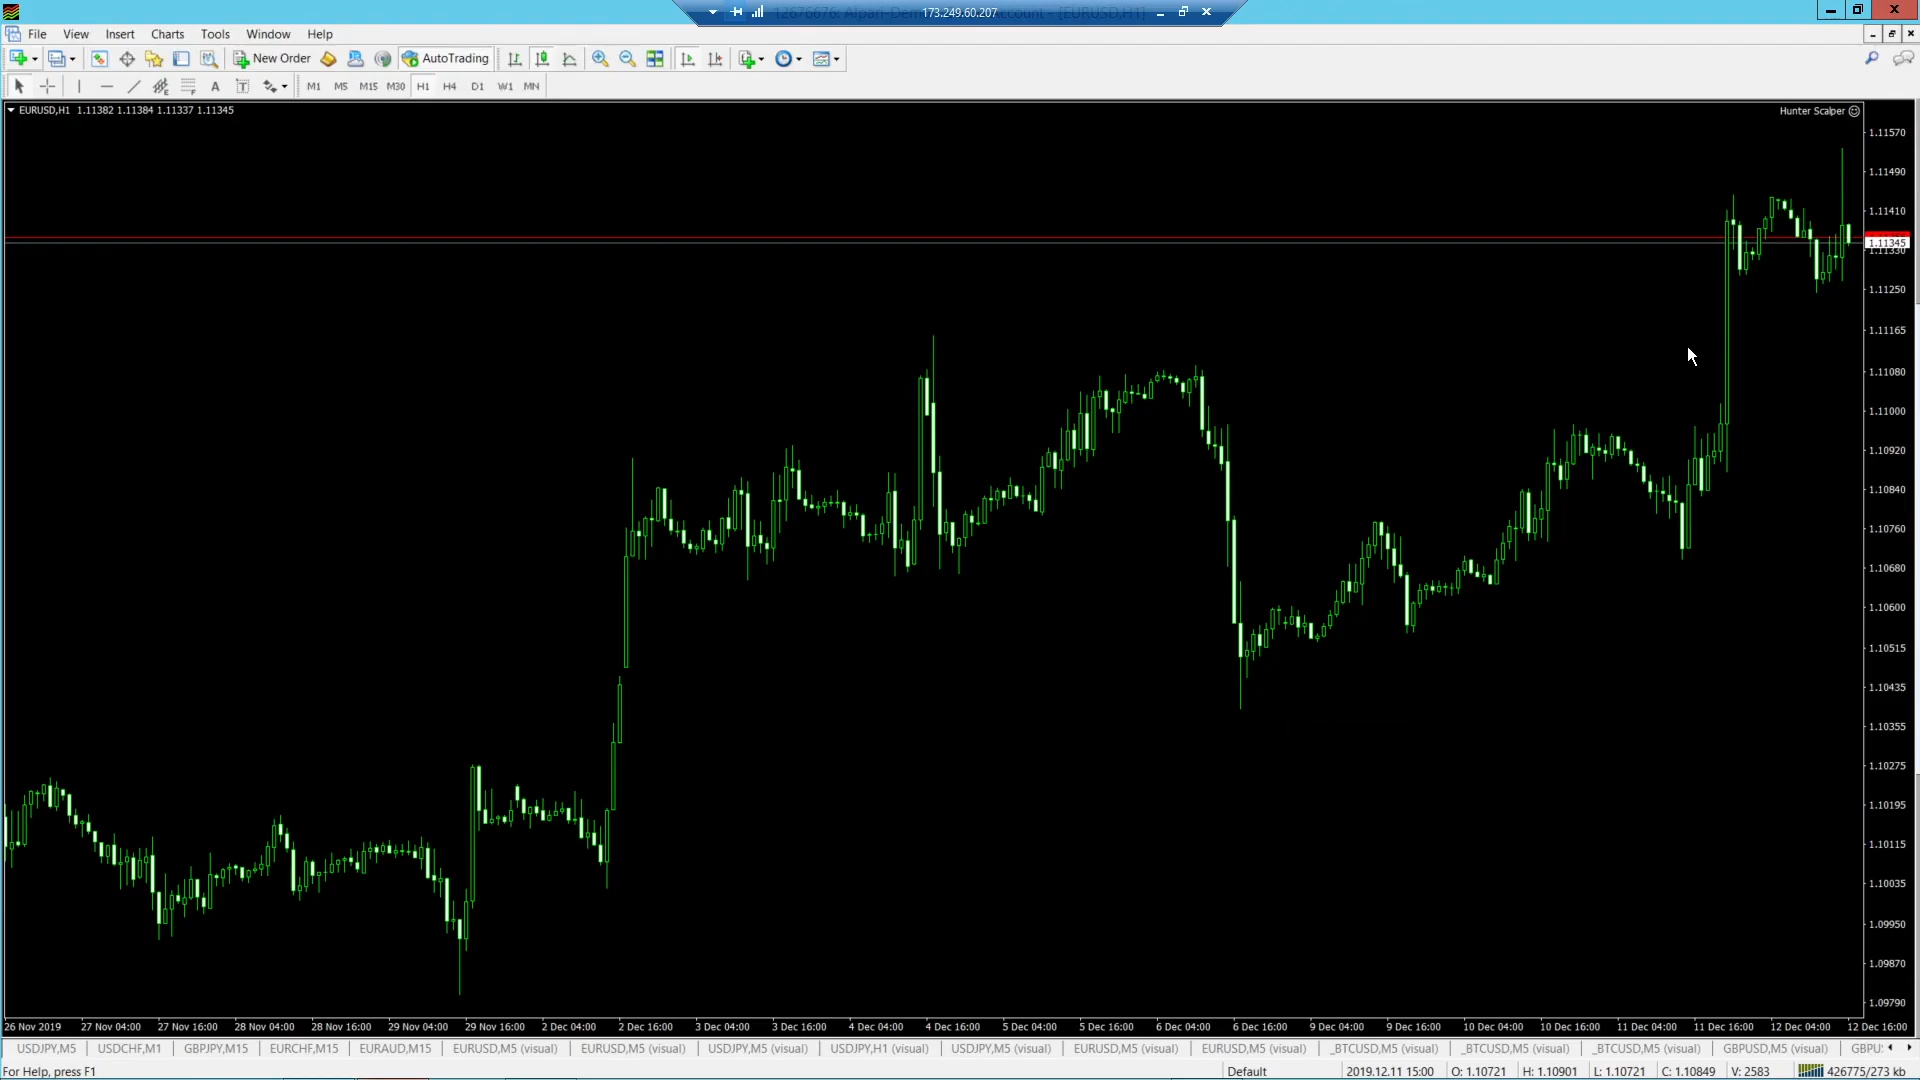 12676676: Alpari-Demo 173.249.60.207 ccount - [EURUSD,H1]
File View Insert Charts Tools Window Help
New Order AutoTrading
A T M1 M5 M15 M30 H1 H4 D1 W1 MN
EURUSD,H1 1.11382 1.11384 1.11337 1.11345
Hunter Scalper
1.11570
1.11490
1.11410
1.11345
1.11330
1.11250
1.11165
1.11080
1.11000
1.10920
1.10840
1.10760
1.10680
1.10600
1.10515
1.10435
1.10355
1.10275
1.10195
1.10115
1.10035
1.09950
1.09870
1.09790
26 Nov 2019 27 Nov 04:00 27 Nov 16:00 28 Nov 04:00 28 Nov 16:00 29 Nov 04:00 29 Nov 16:00 2 Dec 04:00 2 Dec 16:00 3 Dec 04:00 3 Dec 16:00 4 Dec 04:00 4 Dec 16:00 5 Dec 04:00 5 Dec 16:00 6 Dec 04:00 6 Dec 16:00 9 Dec 04:00 9 Dec 16:00 10 Dec 04:00 10 Dec 16:00 11 Dec 04:00 11 Dec 16:00 12 Dec 04:00 12 Dec 16:00
USDJPY,M5 USDCHF,M1 GBPJPY,M15 EURCHF,M15 EURAUD,M15 EURUSD,M5 (visual) EURUSD,M5 (visual) USDJPY,M5 (visual) USDJPY,H1 (visual) USDJPY,M5 (visual) EURUSD,M5 (visual) EURUSD,M5 (visual) _BTCUSD,M5 (visual) _BTCUSD,M5 (visual) _BTCUSD,M5 (visual) GBPUSD,M5 (visual) GBPU
For Help, press F1 Default 2019.12.11 15:00 O: 1.10721 H: 1.10901 L: 1.10721 C: 1.10849 V: 2583 426775/273 kb